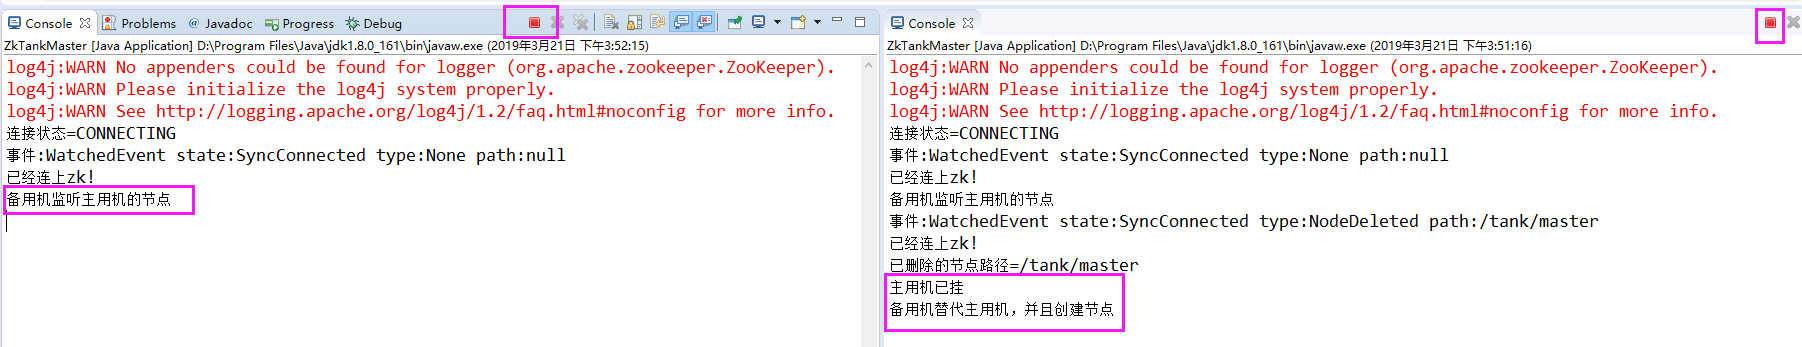 Console Problems @ Javadoc Progress Debug
ZkTankMaster [Java Application] D:\Program Files\Java\jdk1.8.0_161\bin\javaw.exe (2019年3月21日 下午3:52:15)
log4j:WARN No appenders could be found for logger (org.apache.zookeeper.ZooKeeper).
log4j:WARN Please initialize the log4j system properly.
log4j:WARN See http://logging.apache.org/log4j/1.2/faq.html#noconfig for more info.
连接状态=CONNECTING
事件:WatchedEvent state:SyncConnected type:None path:null
已经连上zk!
备用机监听主用机的节点
Console
ZkTankMaster [Java Application] D:\Program Files\Java\jdk1.8.0_161\bin\javaw.exe (2019年3月21日 下午3:51:16)
log4j:WARN No appenders could be found for logger (org.apache.zookeeper.ZooKeeper).
log4j:WARN Please initialize the log4j system properly.
log4j:WARN See http://logging.apache.org/log4j/1.2/faq.html#noconfig for more info.
连接状态=CONNECTING
事件:WatchedEvent state:SyncConnected type:None path:null
已经连上zk!
备用机监听主用机的节点
事件:WatchedEvent state:SyncConnected type:NodeDeleted path:/tank/master
已经连上zk!
已删除的节点路径=/tank/master
主用机已挂
备用机替代主用机，并且创建节点